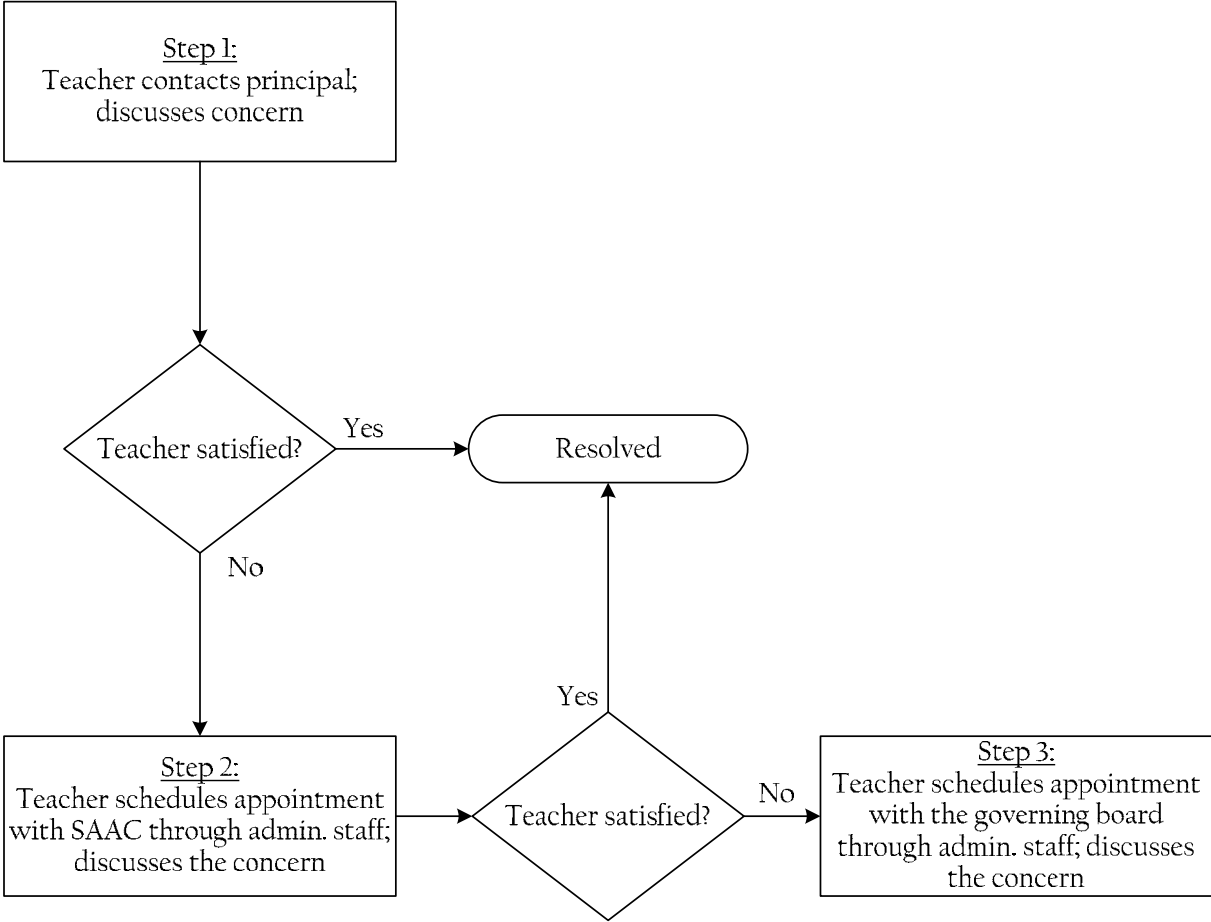 Step 1:
Teacher contacts principal;
discusses concern
Teacher satisfied?
Yes
Resolved
No
Step 2:
Teacher schedules appointment
with SAAC through admin. staff;
discusses the concern
Teacher satisfied?
Yes
No
Step 3:
Teacher schedules appointment
with the governing board
through admin. staff; discusses
the concern